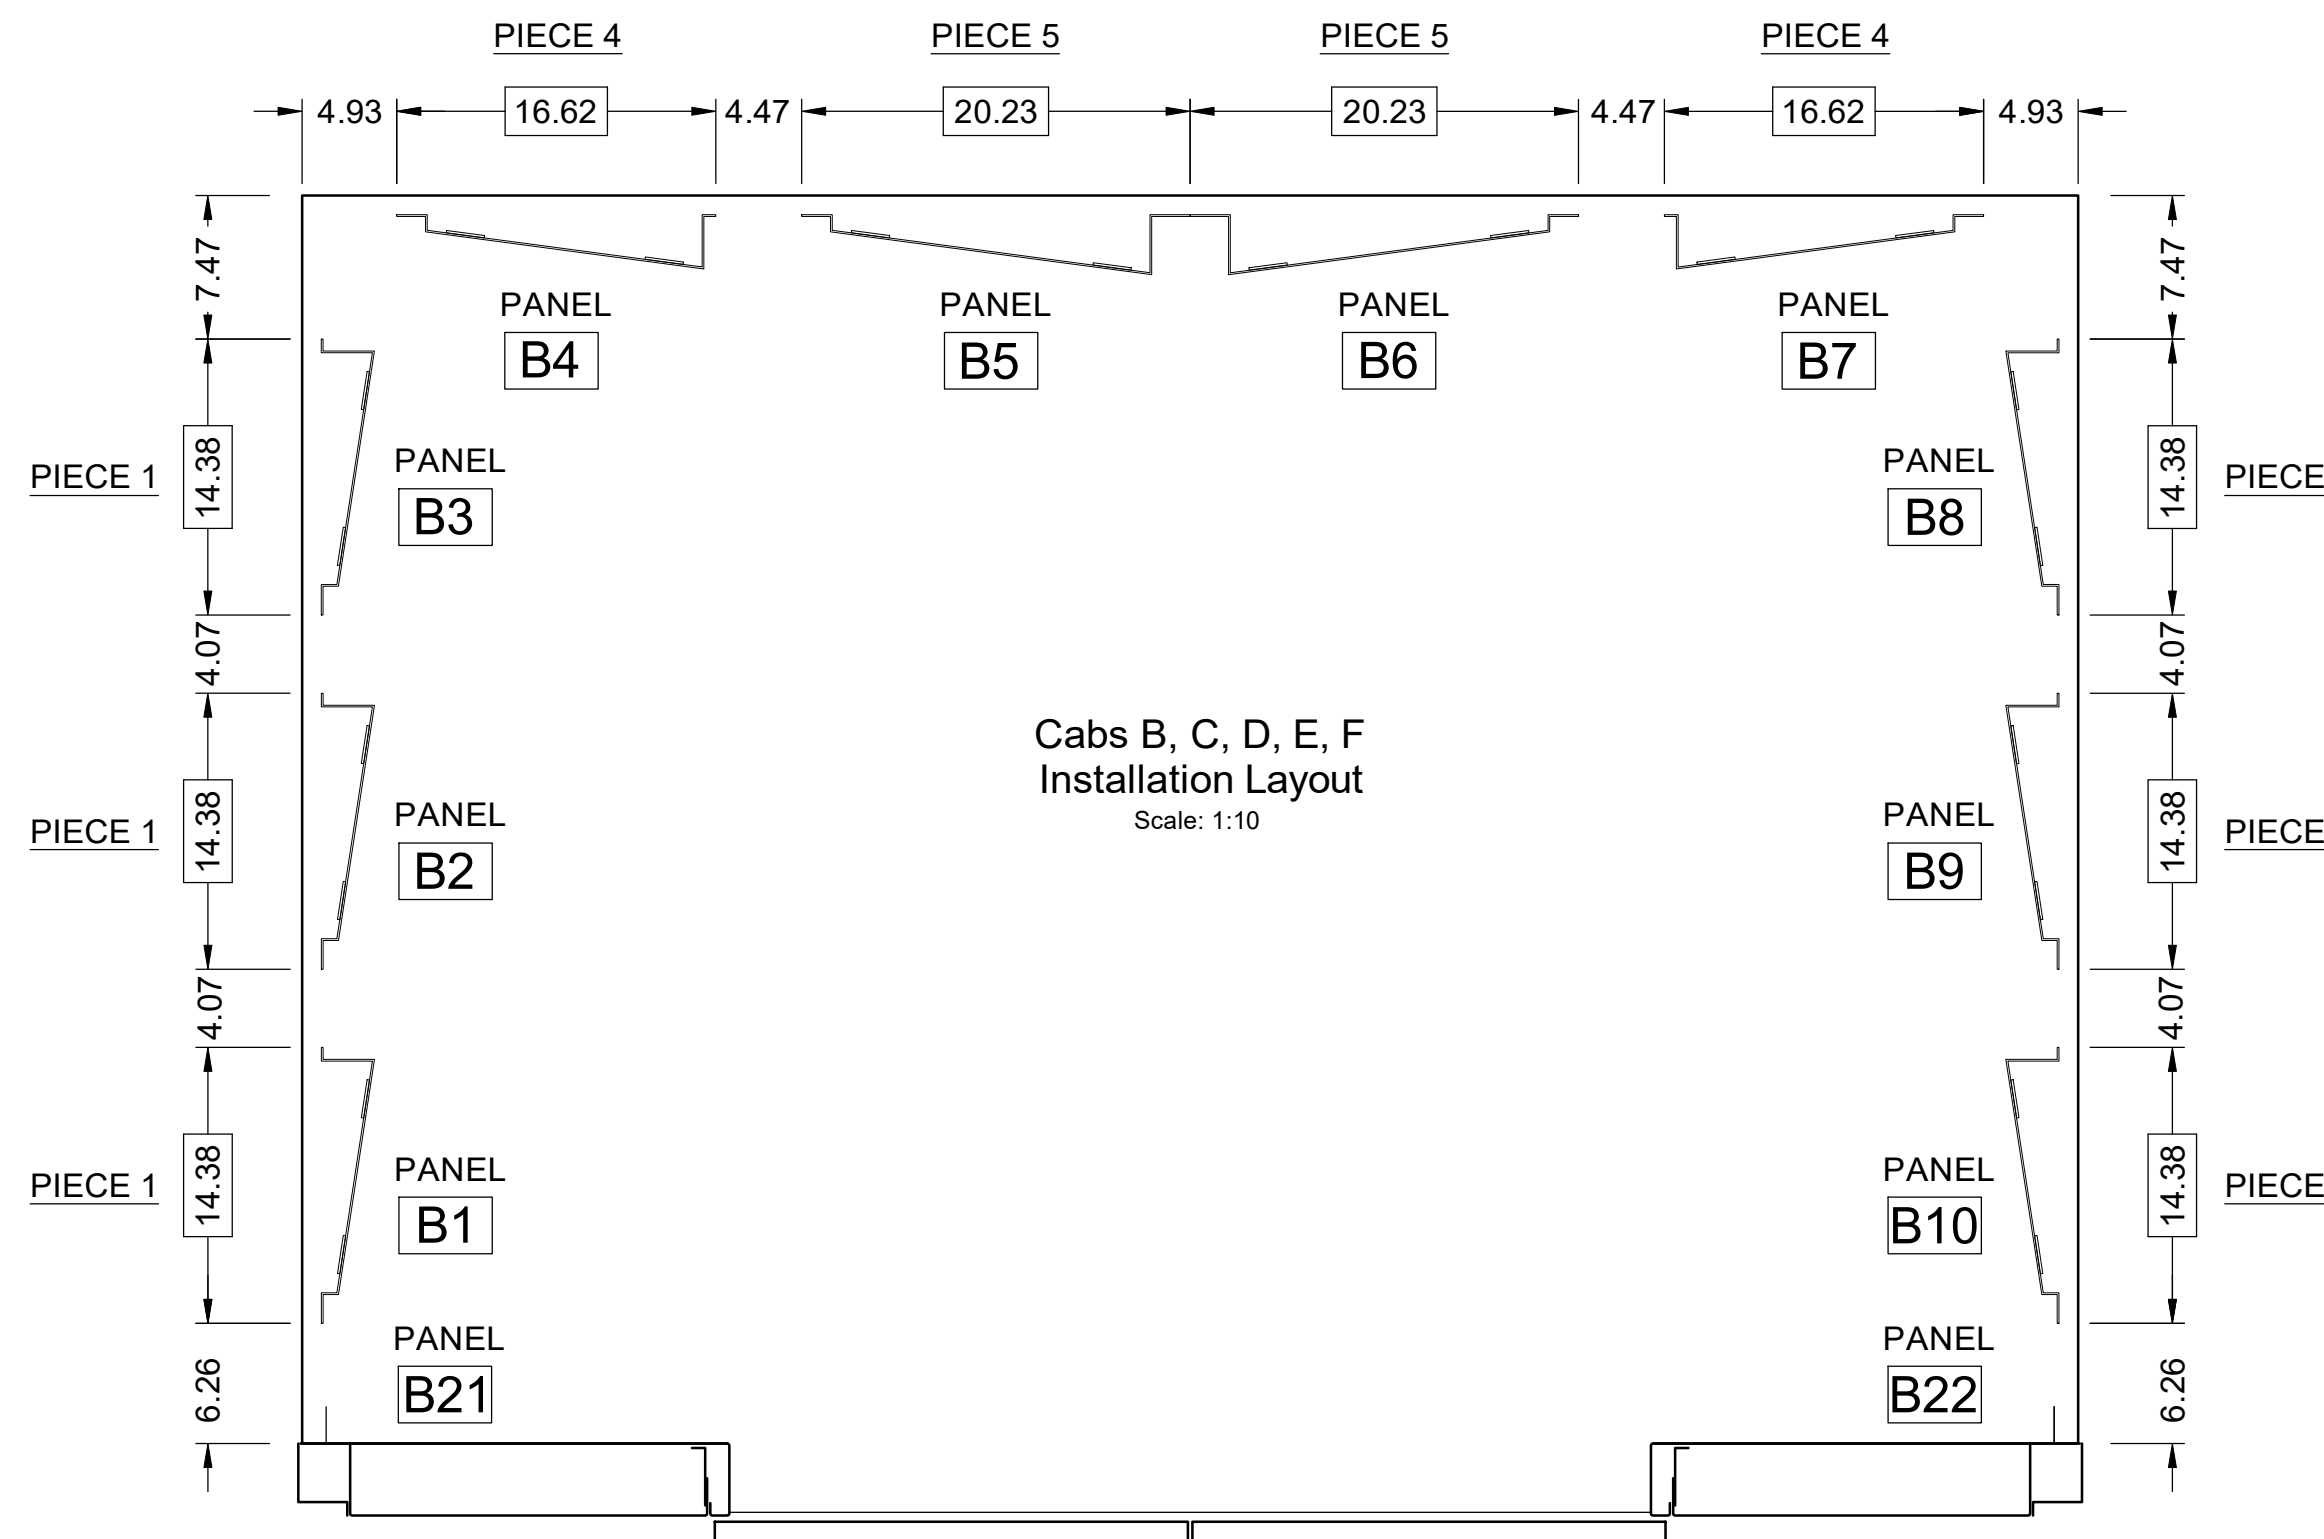 PIECE 4 PIECE 5 PIECE 5 PIECE 4
4.93 16.62 4.47 20.23 20.23 4.47 16.62 4.93
7.47 7.47
PANEL PANEL PANEL PANEL
B4 B5 B6 B7
PANEL PANEL
PIECE 1 14.38 14.38 PIECE
B3 B8
4.07 4.07
Cabs B, C, D, E, F
Installation Layout
Scale: 1:10
PANEL PANEL
PIECE 1 14.38 14.38 PIECE
B2 B9
4.07 4.07
PANEL PANEL
PIECE 1 14.38 14.38 PIECE
B1 B10
PANEL PANEL
6.26 6.26
B21 B22